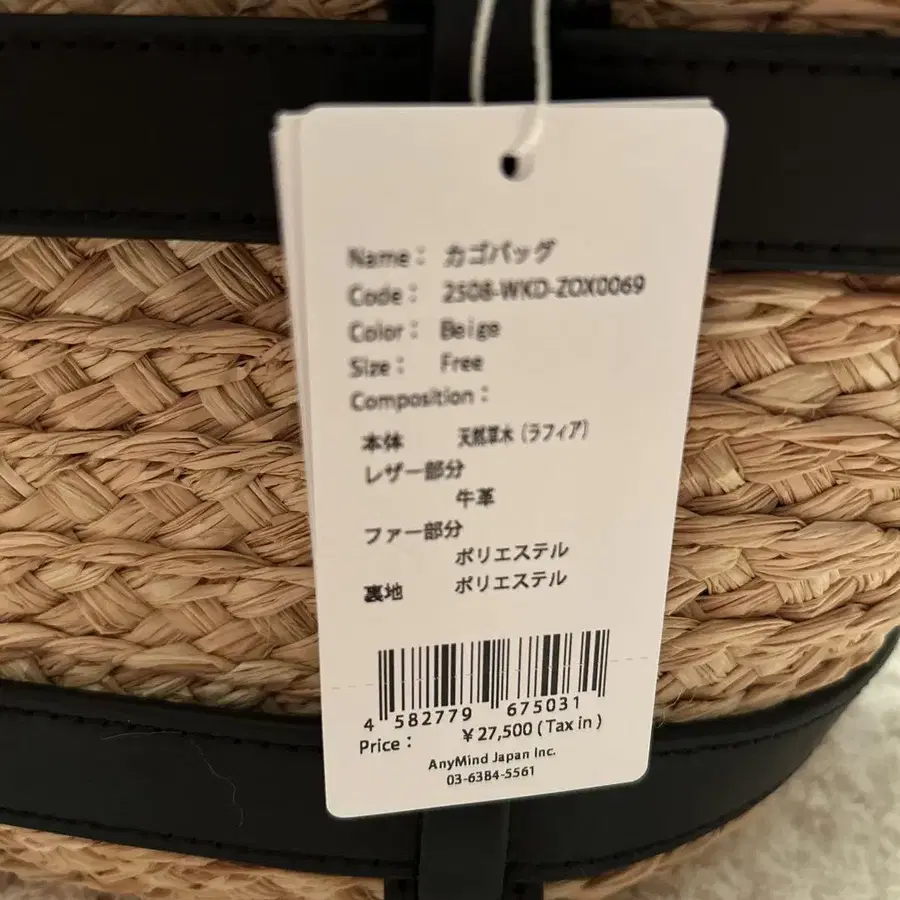 Name： カゴバッグ
Code： 2508-WKD-ZOX0069
Color： Beige
Size： Free
Composition：
本体 天然草木（ラフィア）
レザー部分
牛革
ファー部分
ポリエステル
裏地 ポリエステル
4 582779 675031
Price： ￥27,500 ( Tax in )
AnyMind Japan Inc.
03-6384-5561